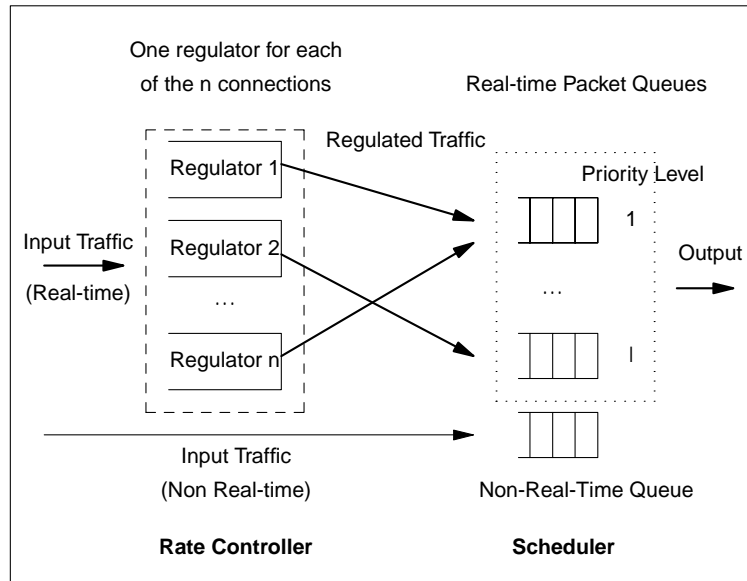 One regulator for each
of the n connections
Real-time Packet Queues
Regulated Traffic
Regulator 1
Priority Level
1
Input Traffic
(Real-time)
Regulator 2
...
...
Output
Regulator n
l
Input Traffic
(Non Real-time)
Non-Real-Time Queue
Rate Controller
Scheduler